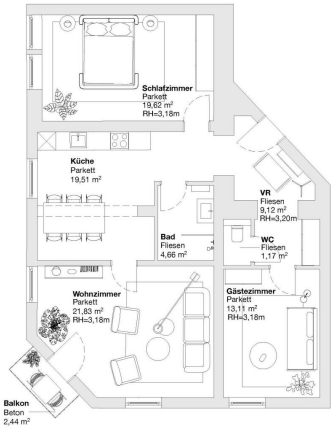 Schlafzimmer
Parkett
19,62 m²
RH=3,18m
Küche
Parkett
19,51 m²
VR
Fliesen
9,12 m²
RH=3,20m
Bad
Fliesen
4,66 m²
WC
Fliesen
1,17 m²
Wohnzimmer
Parkett
21,83 m²
RH=3,18m
Gästezimmer
Parkett
13,11 m²
RH=3,18m
Balkon
Beton
2,44 m²